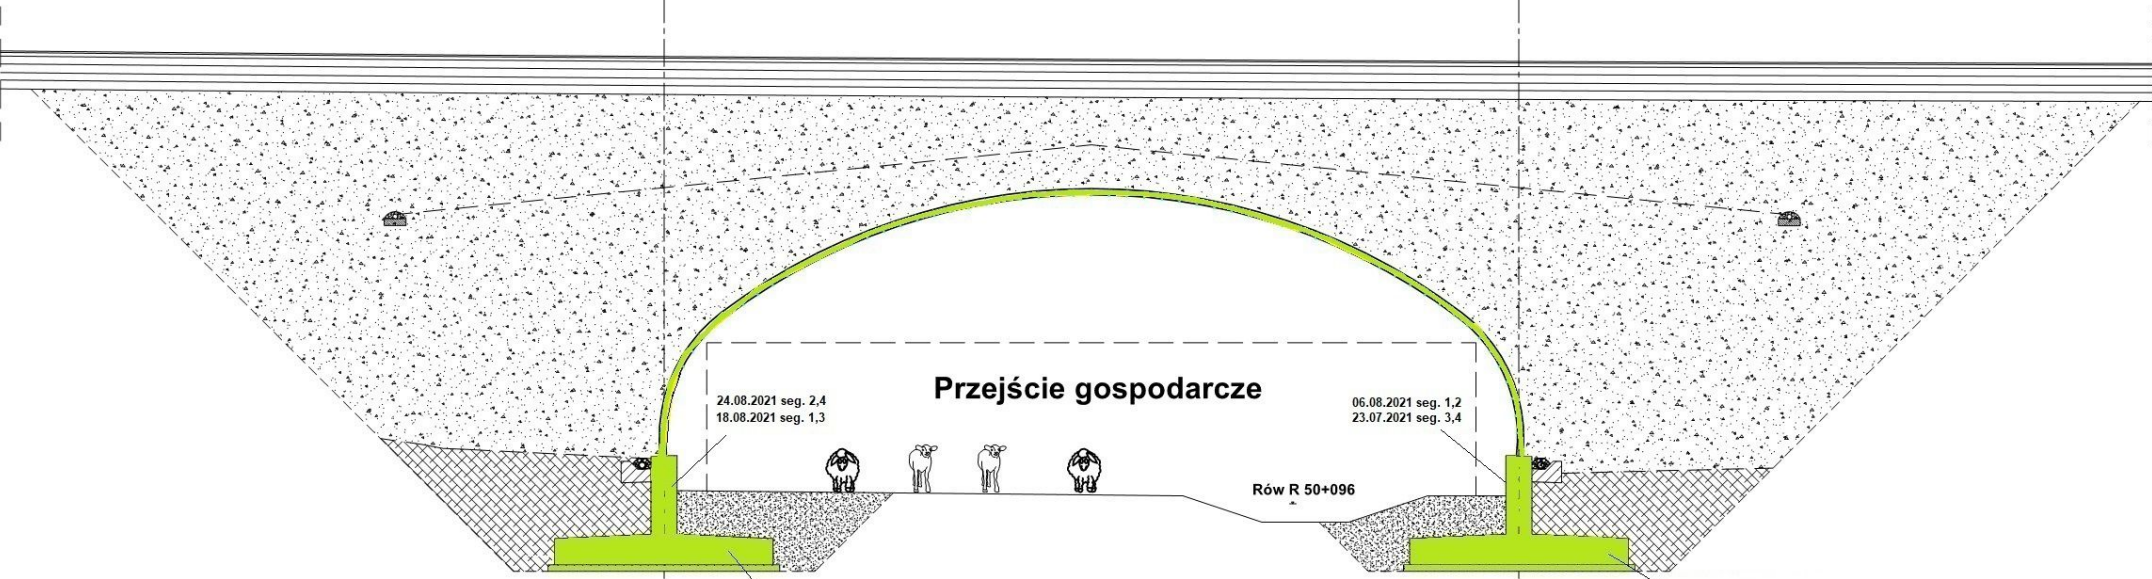 Przejście gospodarcze
24.08.2021 seg. 2,4
18.08.2021 seg. 1,3
06.08.2021 seg. 1,2
23.07.2021 seg. 3,4
Rów R 50+096